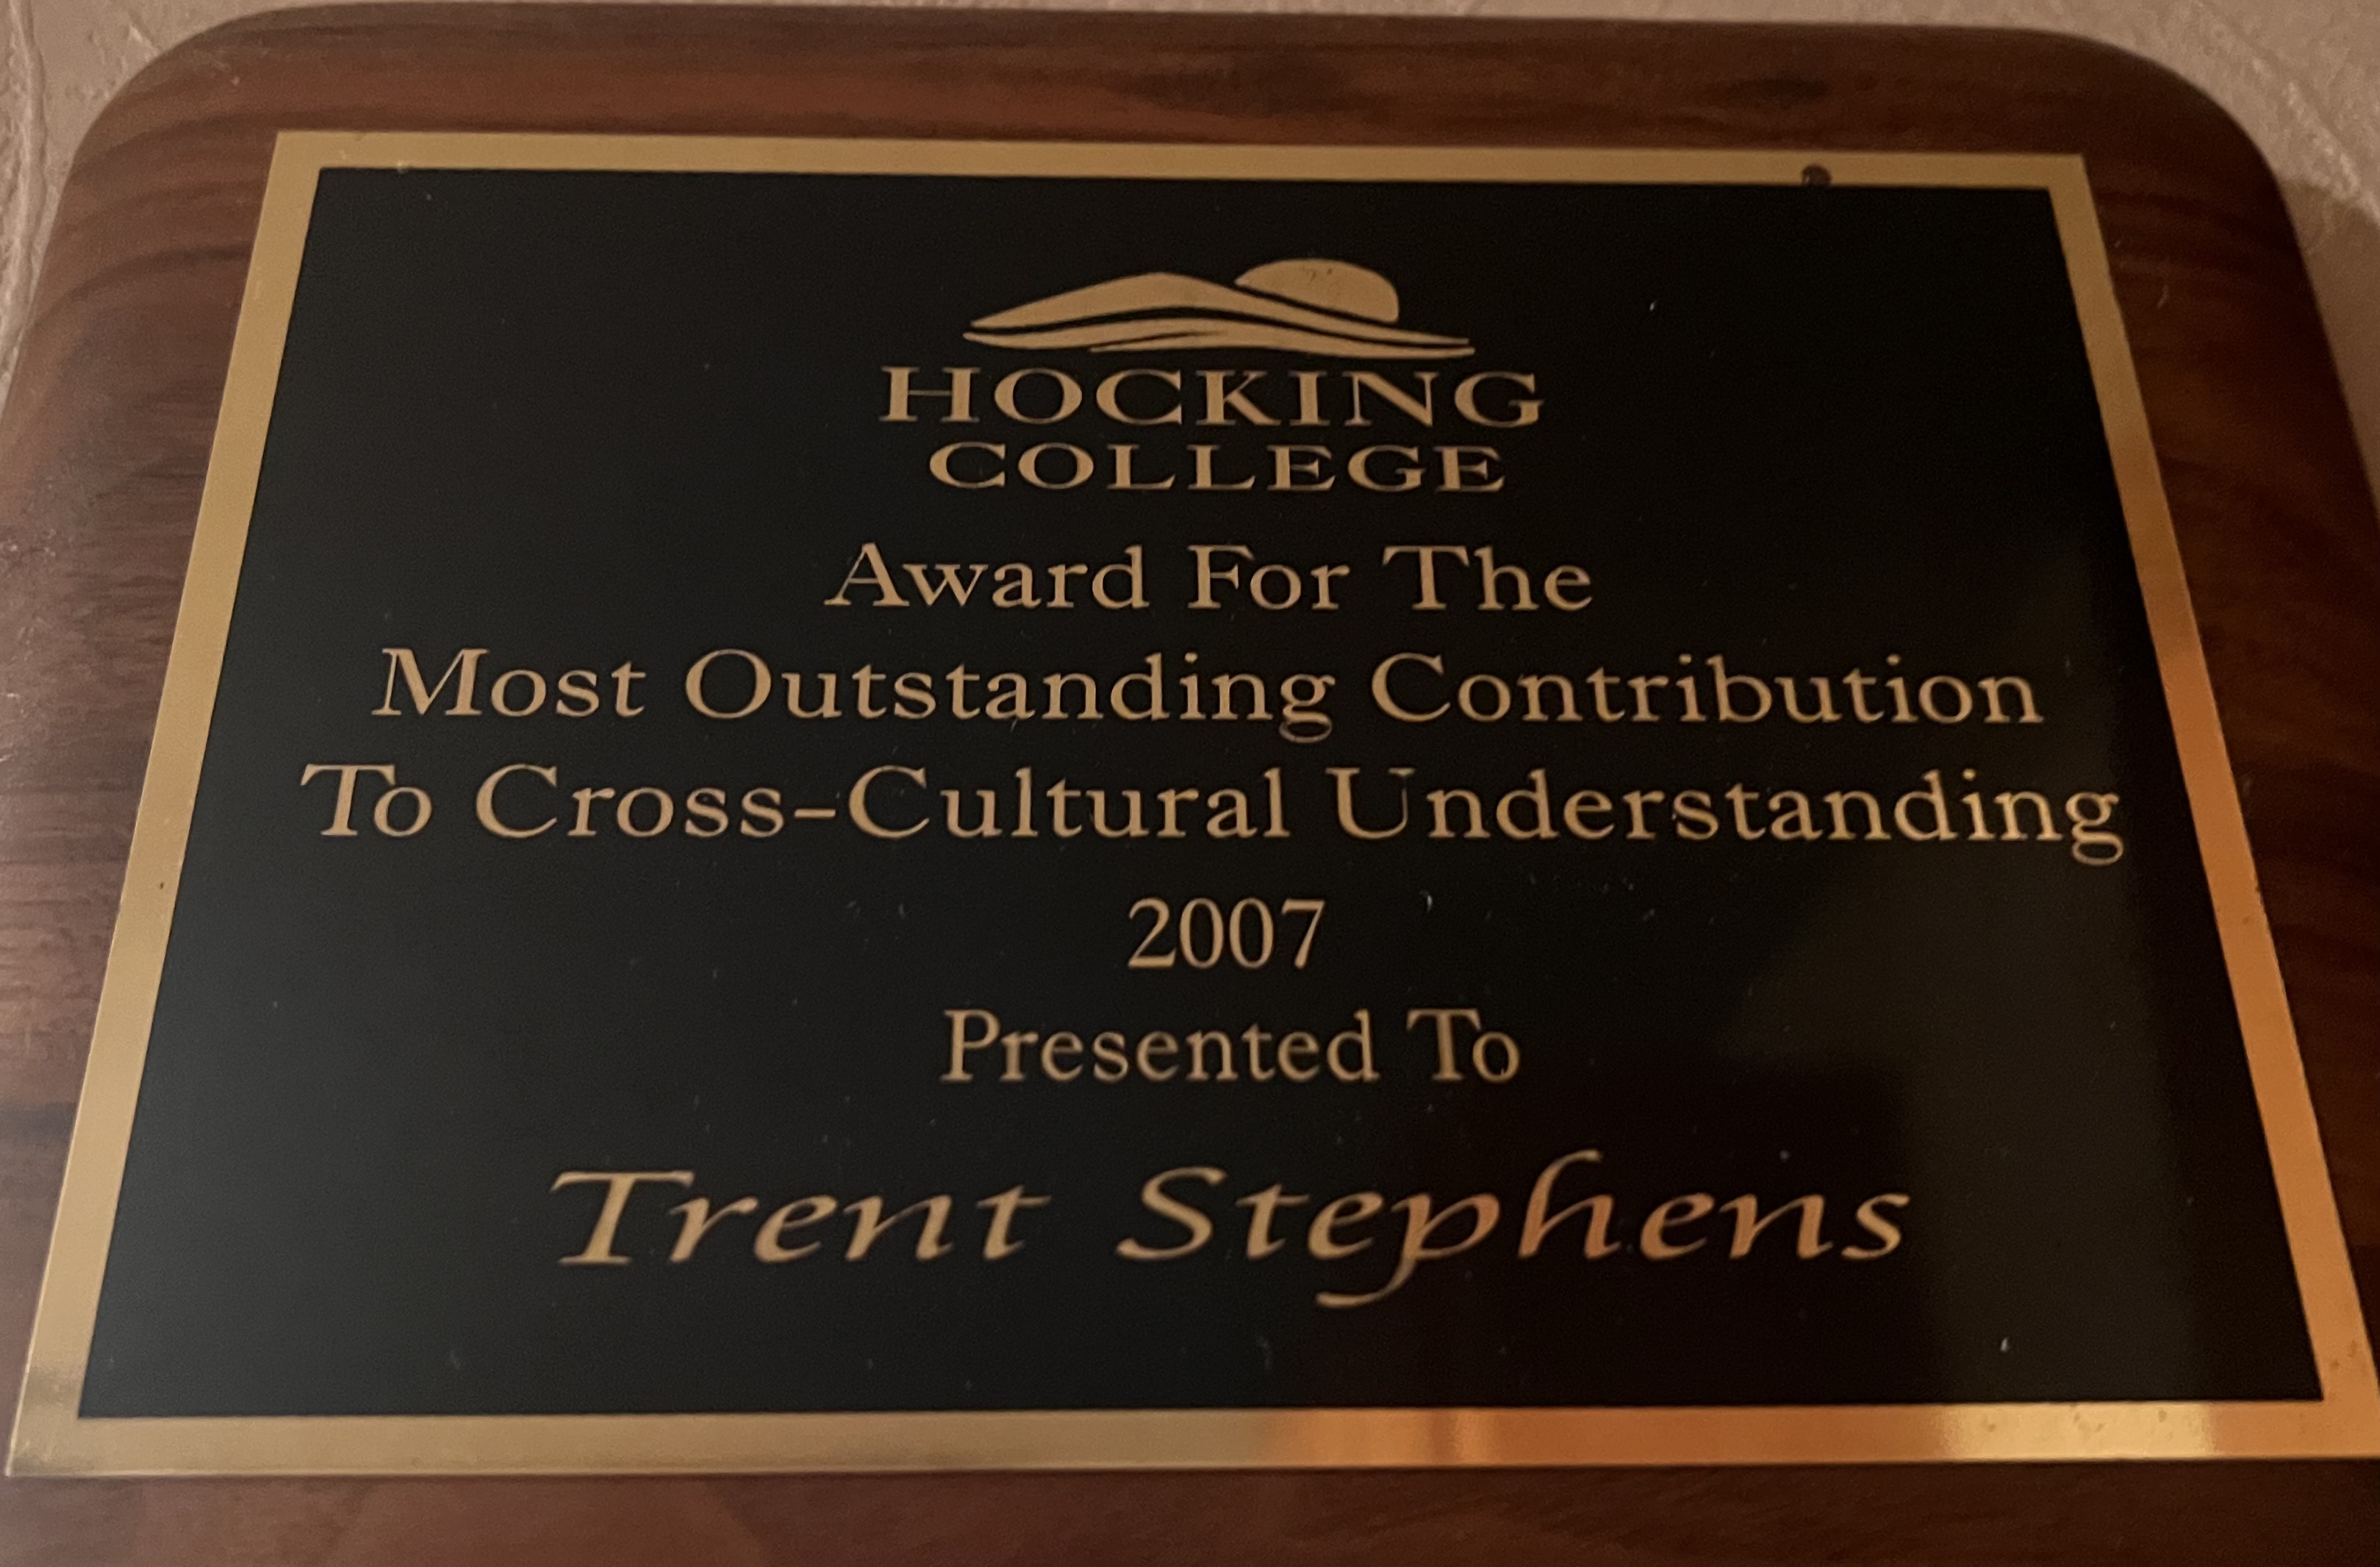 HOCKING
COLLEGE
Award For The
Most Outstanding Contribution
To Cross-Cultural Understanding
2007
Presented To
Trent Stephens